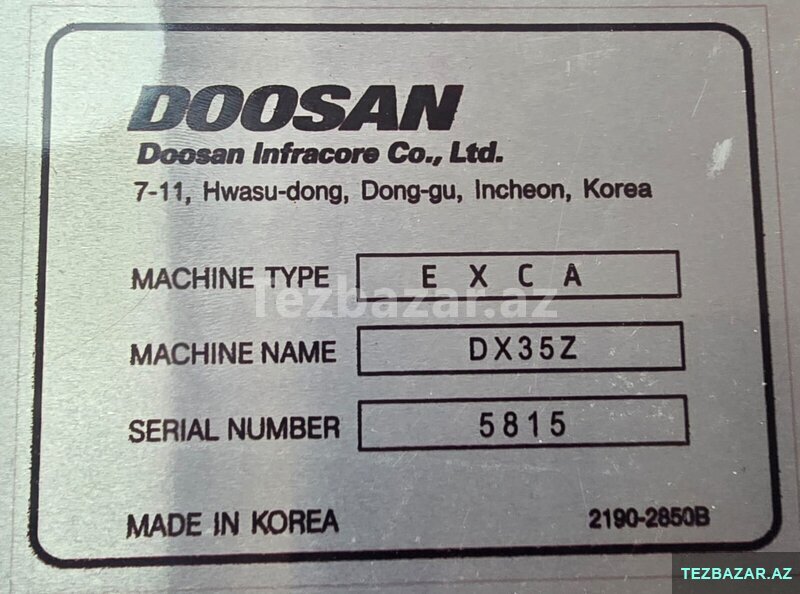 DOOSAN
Doosan Infracore Co., Ltd.
7-11, Hwasu-dong, Dong-gu, Incheon, Korea
MACHINE TYPE EXCA
Tezbazar.az
MACHINE NAME DX35Z
SERIAL NUMBER 5815
MADE IN KOREA 2190-2850B
TEZBAZAR.AZ